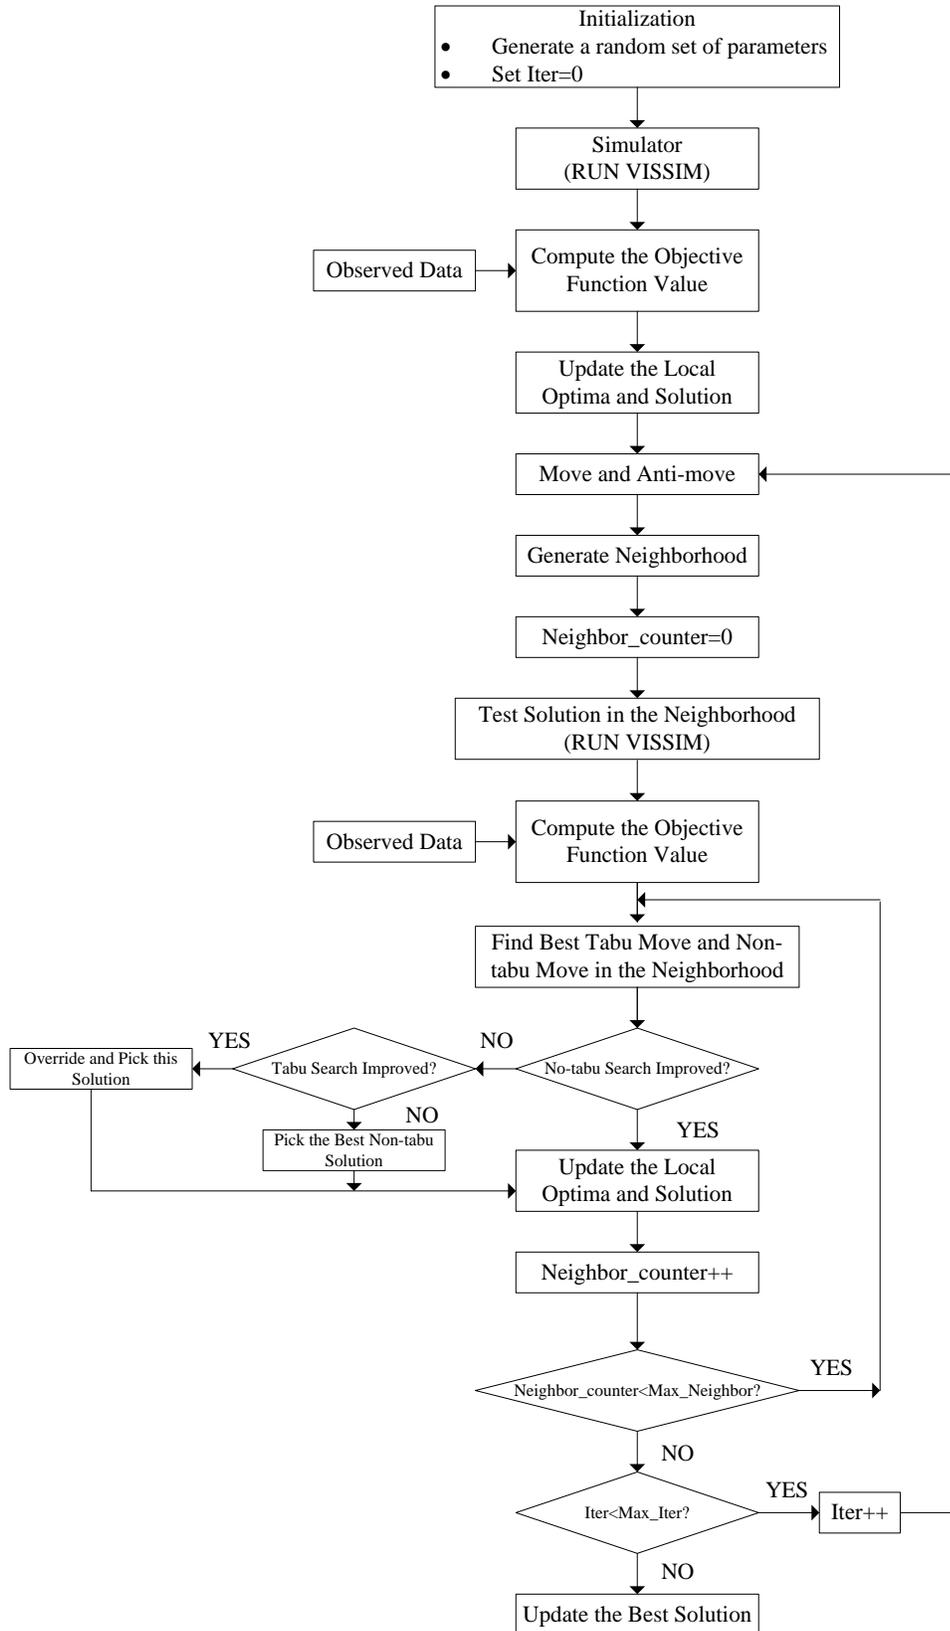 Initialization
• Generate a random set of parameters
• Set Iter=0
Simulator
(RUN VISSIM)
Observed Data
Compute the Objective
Function Value
Update the Local
Optima and Solution
Move and Anti-move
Generate Neighborhood
Neighbor_counter=0
Test Solution in the Neighborhood
(RUN VISSIM)
Observed Data
Compute the Objective
Function Value
Find Best Tabu Move and Non-
tabu Move in the Neighborhood
No-tabu Search Improved?
NO
Tabu Search Improved?
YES
Override and Pick this
Solution
NO
Pick the Best Non-tabu
Solution
YES
Update the Local
Optima and Solution
Neighbor_counter++
Neighbor_counter<Max_Neighbor?
YES
NO
Iter<Max_Iter?
YES
Iter++
NO
Update the Best Solution